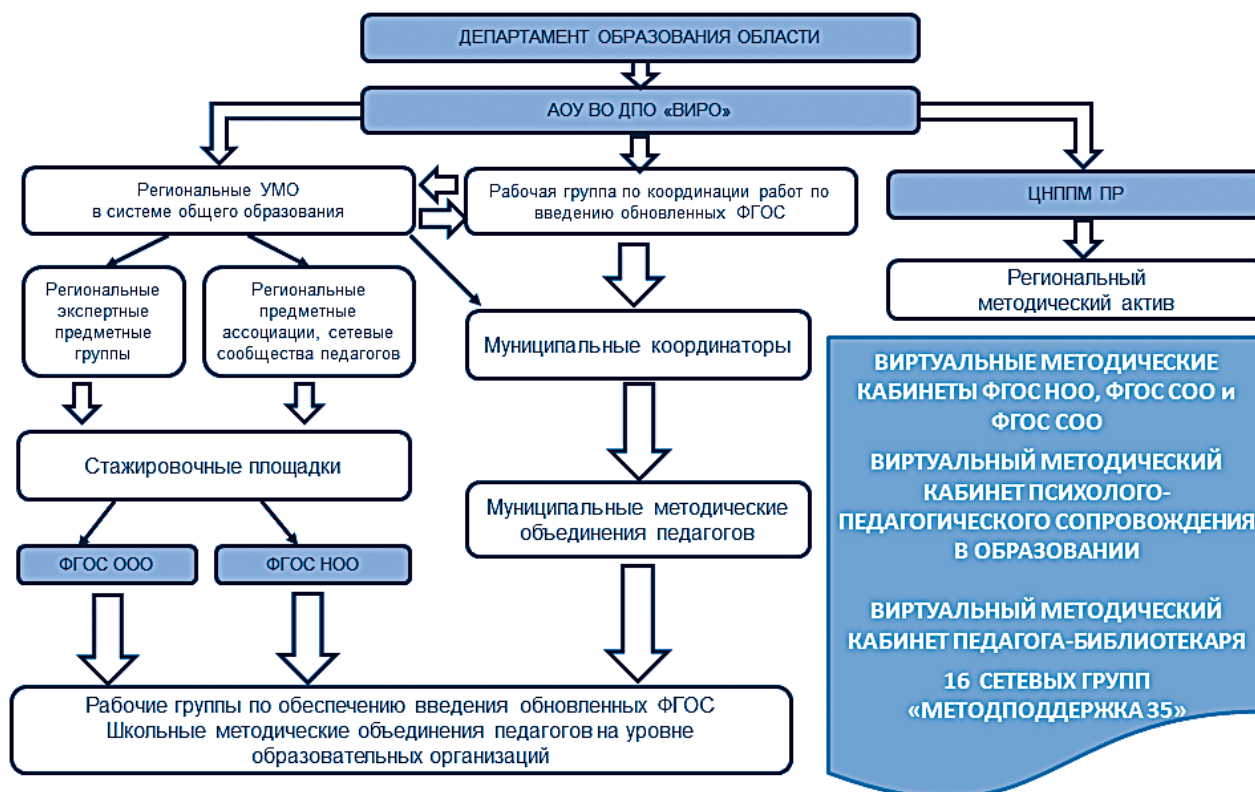 ДЕПАРТАМЕНТ ОБРАЗОВАНИЯ ОБЛАСТИ
АОУ ВО ДПО «ВИРО»
Региональные УМО
в системе общего образования
Рабочая группа по координации работ по
введению обновленных ФГОС
ЦНППМ ПР
Региональные
экспертные
предметные
группы
Региональные
предметные
ассоциации, сетевые
сообщества педагогов
Муниципальные координаторы
Региональный
методический актив
Стажировочные площадки
Муниципальные методические
объединения педагогов
ФГОС ООО
ФГОС НОО
Рабочие группы по обеспечению введения обновленных ФГОС
Школьные методические объединения педагогов на уровне
образовательных организаций
ВИРТУАЛЬНЫЕ МЕТОДИЧЕСКИЕ
КАБИНЕТЫ ФГОС НОО, ФГОС СОО и
ФГОС СОО
ВИРТУАЛЬНЫЙ МЕТОДИЧЕСКИЙ
КАБИНЕТ ПСИХОЛОГО-
ПЕДАГОГИЧЕСКОГО СОПРОВОЖДЕНИЯ
В ОБРАЗОВАНИИ
ВИРТУАЛЬНЫЙ МЕТОДИЧЕСКИЙ
КАБИНЕТ ПЕДАГОГА-БИБЛИОТЕКАРЯ
16 СЕТЕВЫХ ГРУПП
«МЕТОДПОДДЕРЖКА 35»